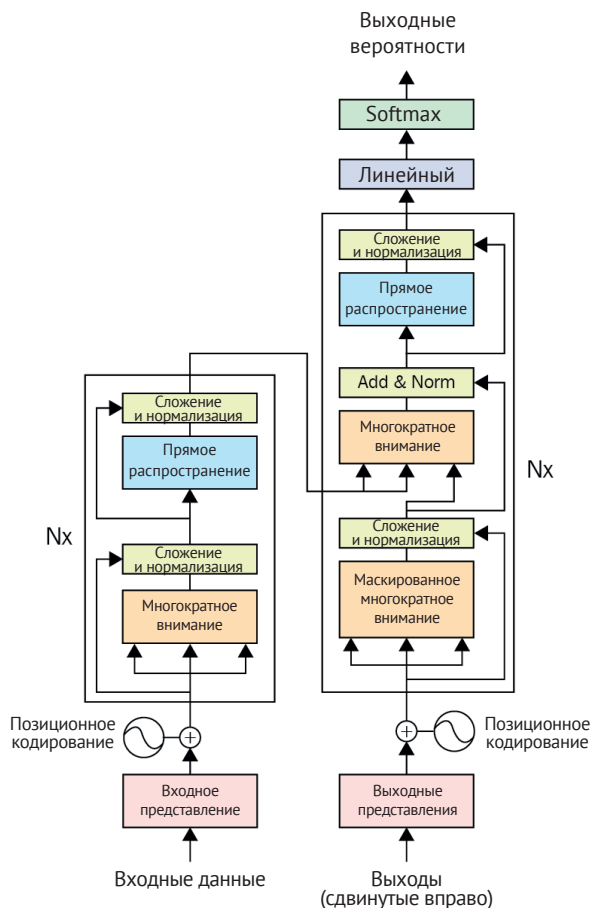 Выходные
вероятности
Softmax
Линейный
Сложение
и нормализация
Прямое
распространение
Add & Norm
Многократное
внимание
Nx
Сложение
и нормализация
Маскированное
многократное
внимание
Позиционное
кодирование
Выходные
представления
Выходы
(сдвинутые вправо)
Сложение
и нормализация
Прямое
распространение
Nx
Сложение
и нормализация
Многократное
внимание
Позиционное
кодирование
Входное
представление
Входные данные